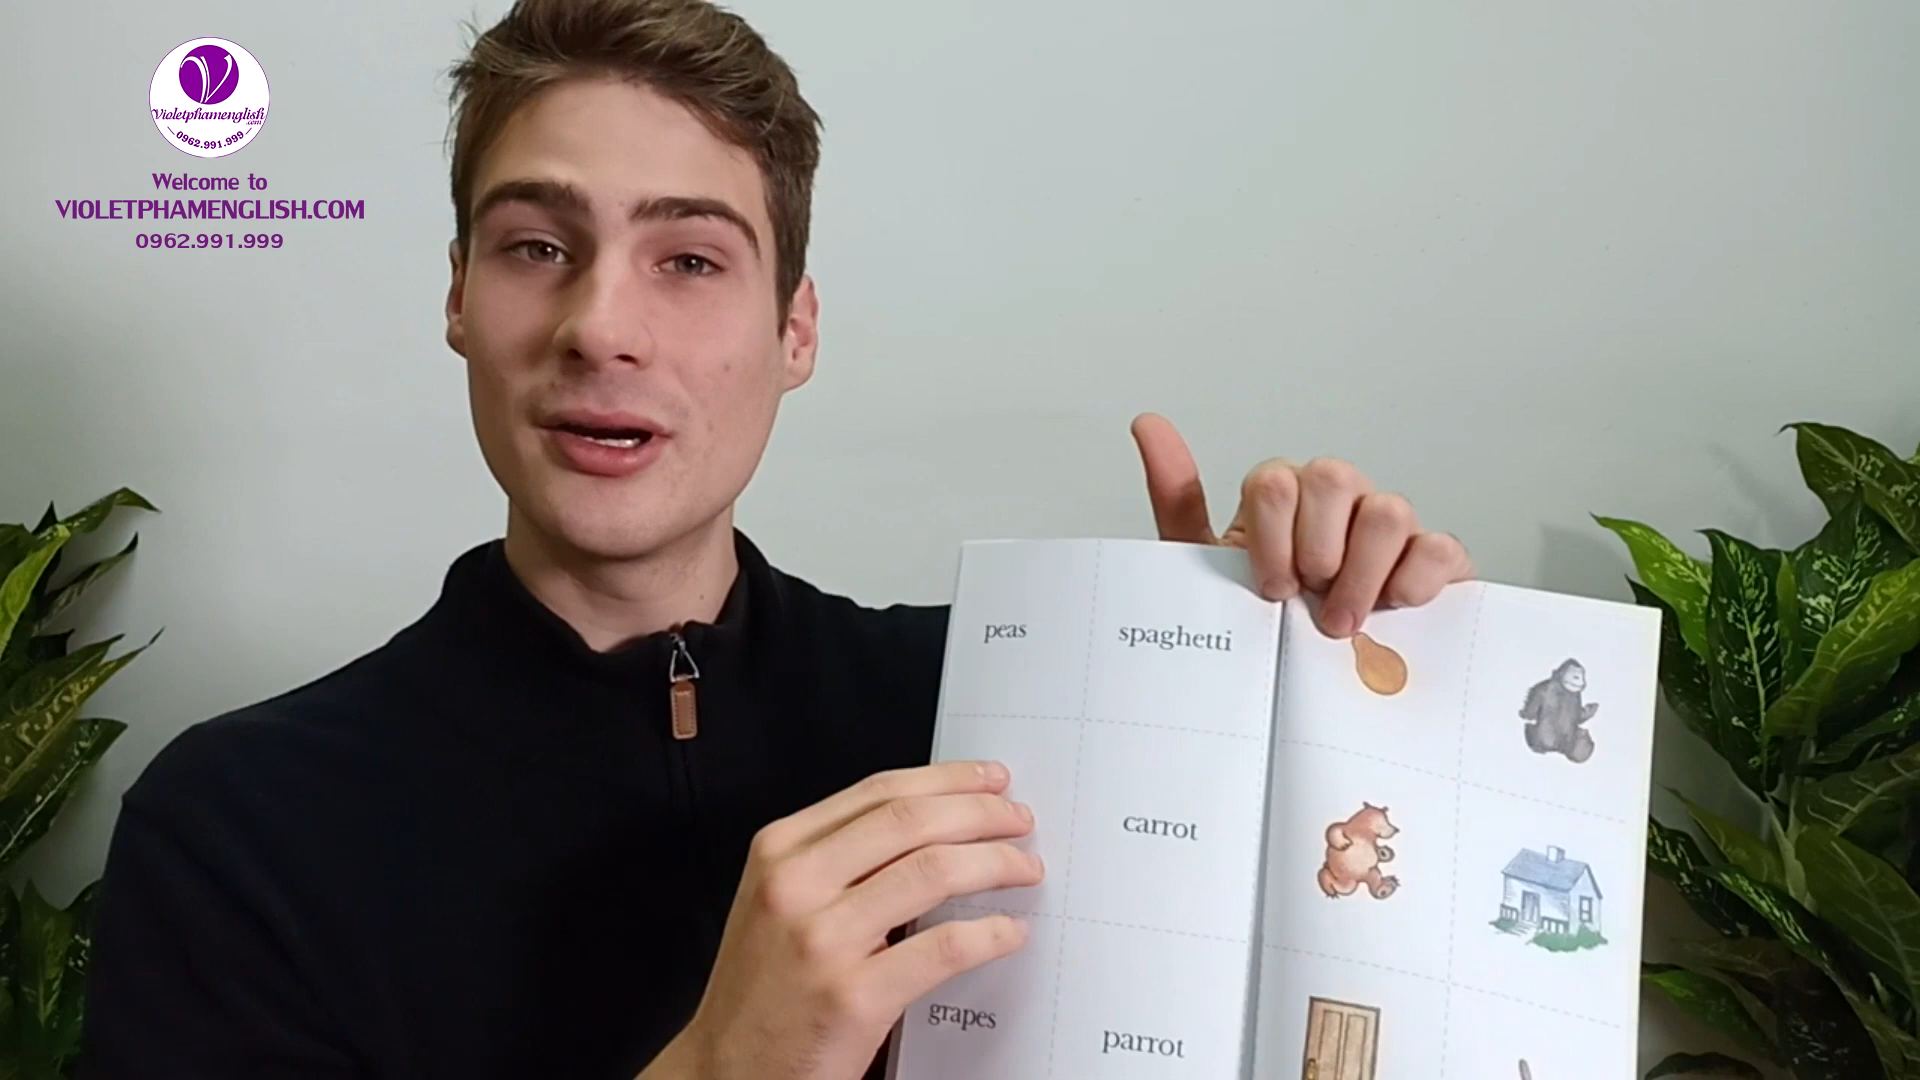 Violetphamenglish
.com
0962.991.999
Welcome to
VIOLETPHAMENGLISH.COM
0962.991.999
peas spaghetti
carrot
grapes parrot